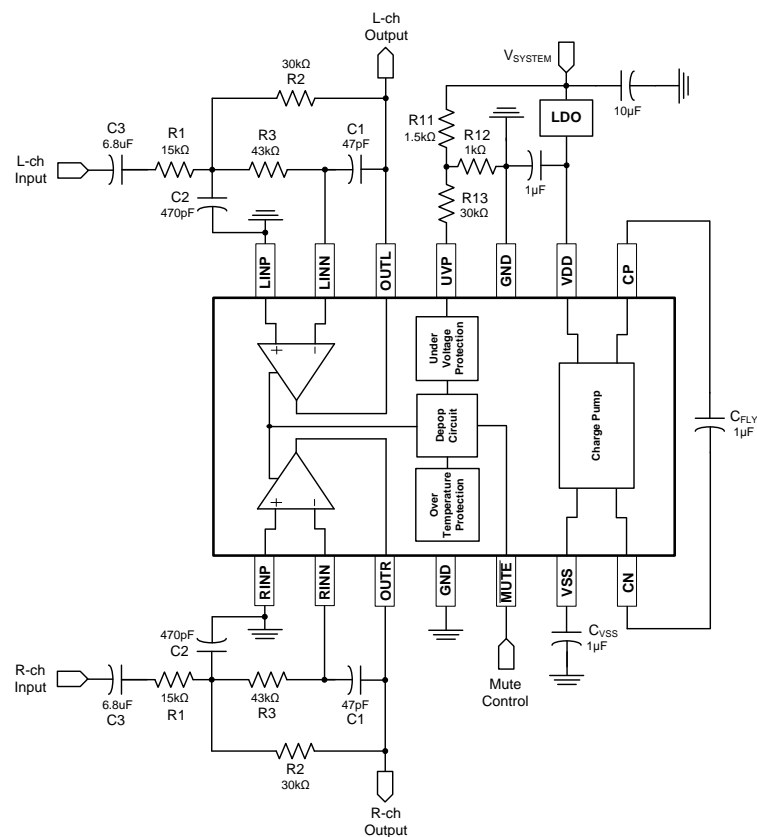 L-ch
Output
30kΩ
R2
C3
6.8uF
R1
15kΩ
R3
43kΩ
C1
47pF
L-ch
Input
C2
470pF
VSYSTEM
LDO
10µF
R11
1.5kΩ
R12
1kΩ
1µF
R13
30kΩ
LINP
LINN
OUTL
UVP
GND
VDD
CP
+
−
Under
Voltage
Protection
Depop
Circuit
Over
Temperature
Protection
Charge Pump
CFLY
1µF
+
−
RINP
RINN
OUTR
GND
MUTE
VSS
CN
470pF
C2
R-ch
Input
6.8uF
C3
15kΩ
R1
43kΩ
R3
47pF
C1
R2
30kΩ
R-ch
Output
Mute
Control
CVSS
1µF